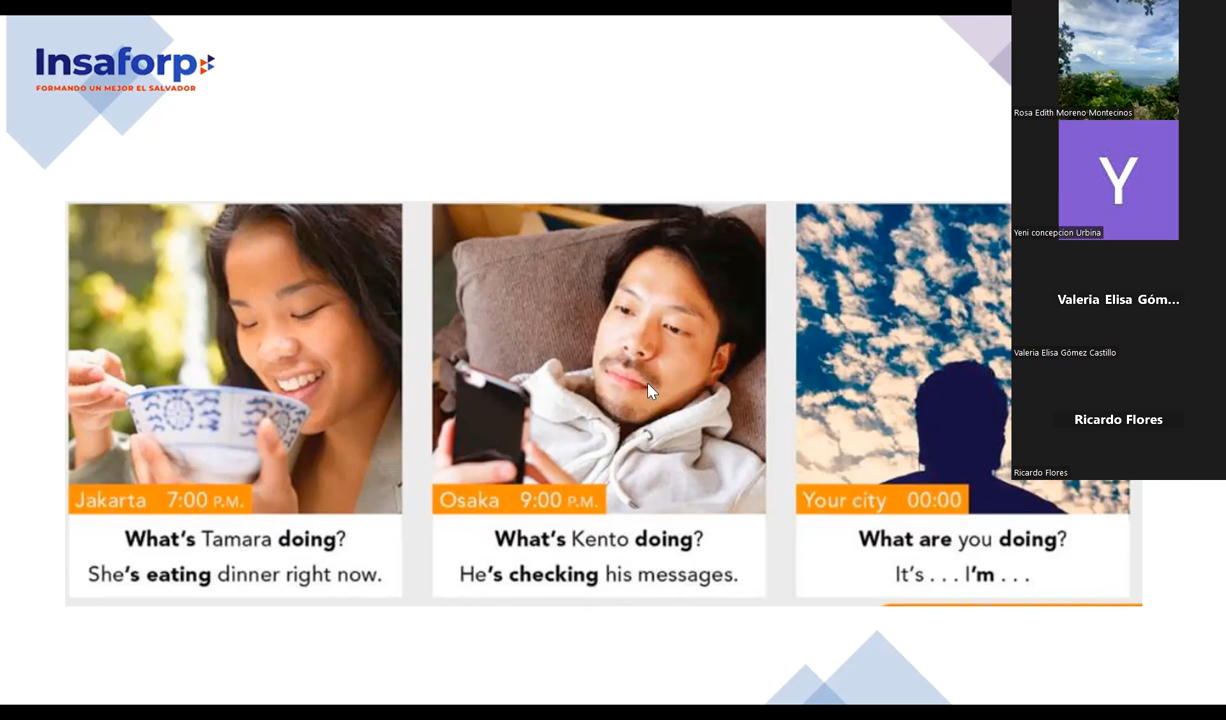 Insaforp
FORMANDO UN MEJOR EL SALVADOR
Jakarta 7:00 P.M.
What's Tamara doing?
She's eating dinner right now.
Osaka 9:00 P.M.
What's Kento doing?
He's checking his messages.
Your city 00:00
What are you doing?
It's . . . I'm . . .
Rosa Edith Moreno Montecinos
Y
Yeni concepcion Urbina
Valeria Elisa Góm...
Valeria Elisa Gómez Castillo
Ricardo Flores
Ricardo Flores